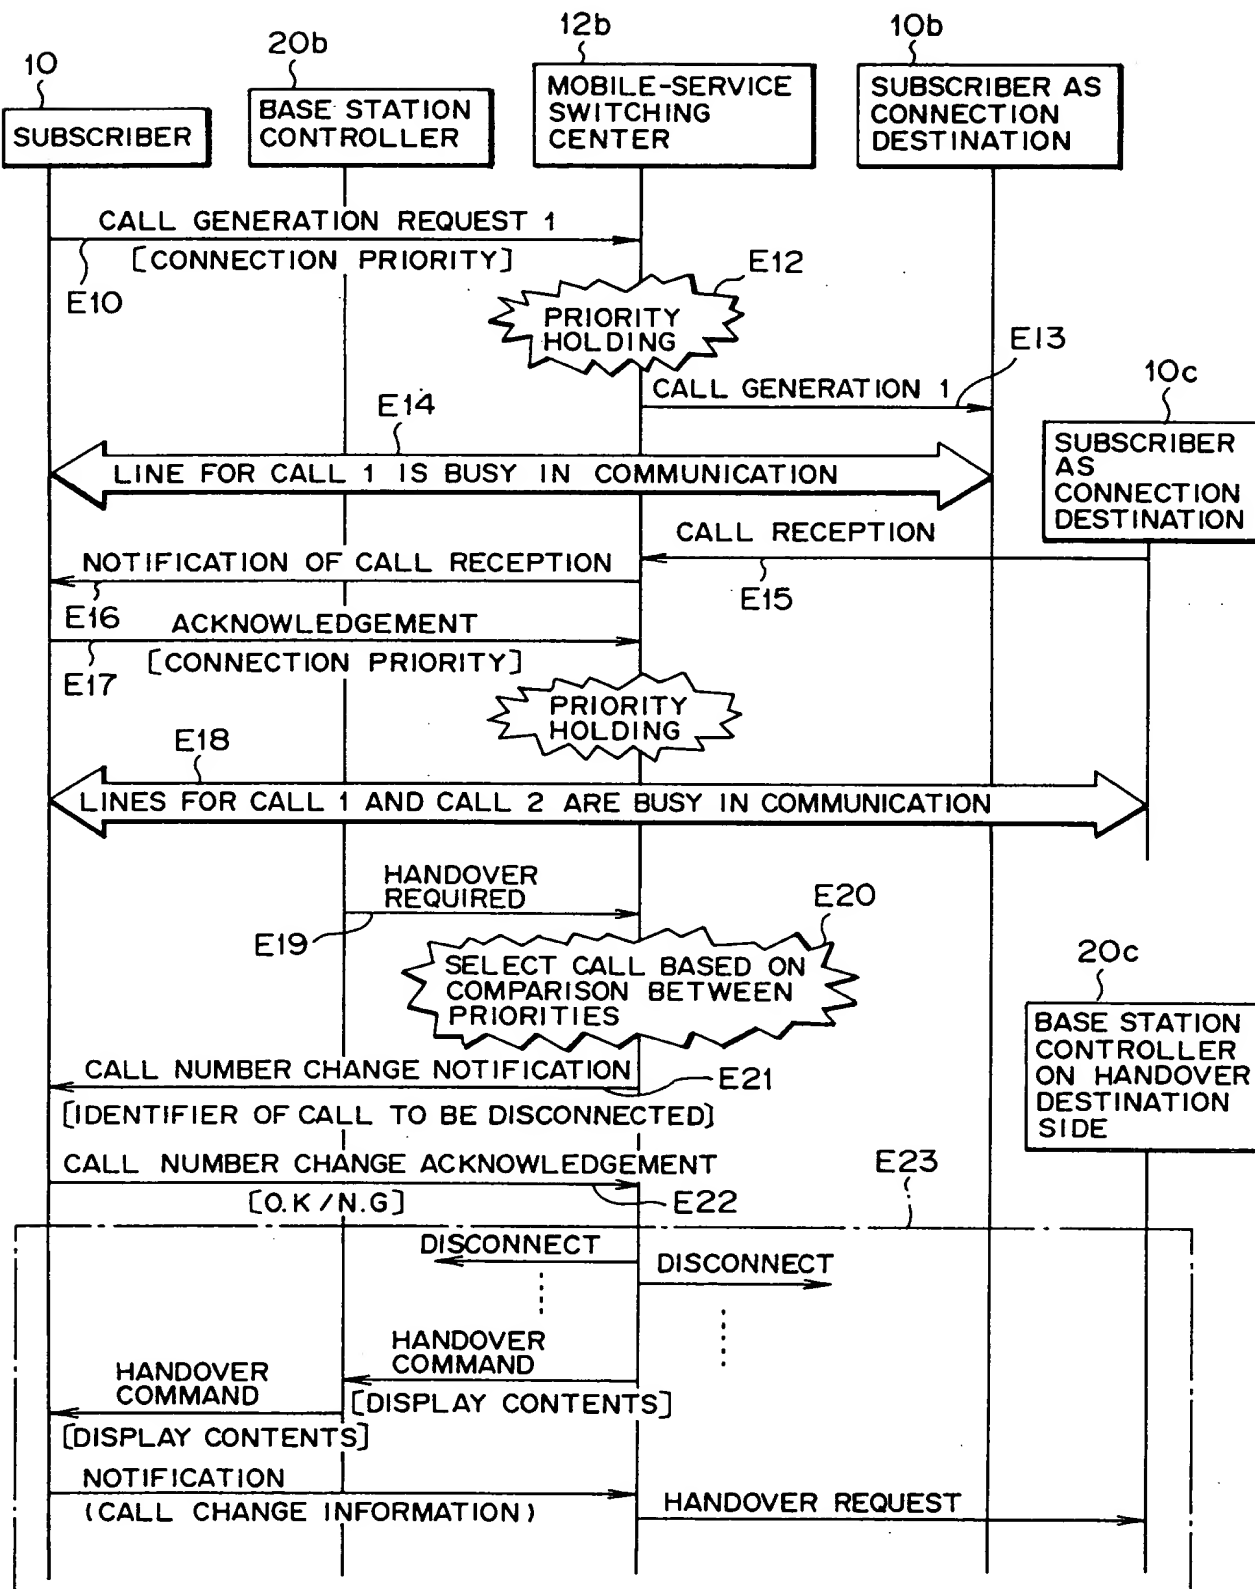 10
20b
12b
10b
SUBSCRIBER
BASE STATION
CONTROLLER
MOBILE-SERVICE
SWITCHING
CENTER
SUBSCRIBER AS
CONNECTION
DESTINATION
CALL GENERATION REQUEST 1
[CONNECTION PRIORITY]
E10
E12
PRIORITY
HOLDING
E13
CALL GENERATION 1
10c
SUBSCRIBER
AS
CONNECTION
DESTINATION
E14
LINE FOR CALL 1 IS BUSY IN COMMUNICATION
CALL RECEPTION
E15
NOTIFICATION OF CALL RECEPTION
E16
ACKNOWLEDGEMENT
[CONNECTION PRIORITY]
E17
PRIORITY
HOLDING
E18
LINES FOR CALL 1 AND CALL 2 ARE BUSY IN COMMUNICATION
HANDOVER
REQUIRED
E19
E20
SELECT CALL BASED ON
COMPARISON BETWEEN
PRIORITIES
20c
BASE STATION
CONTROLLER
ON HANDOVER
DESTINATION
SIDE
CALL NUMBER CHANGE NOTIFICATION
E21
[IDENTIFIER OF CALL TO BE DISCONNECTED]
CALL NUMBER CHANGE ACKNOWLEDGEMENT
[O.K/N.G]
E22
E23
DISCONNECT
DISCONNECT
HANDOVER
COMMAND
[DISPLAY CONTENTS]
HANDOVER
COMMAND
[DISPLAY CONTENTS]
NOTIFICATION
(CALL CHANGE INFORMATION)
HANDOVER REQUEST